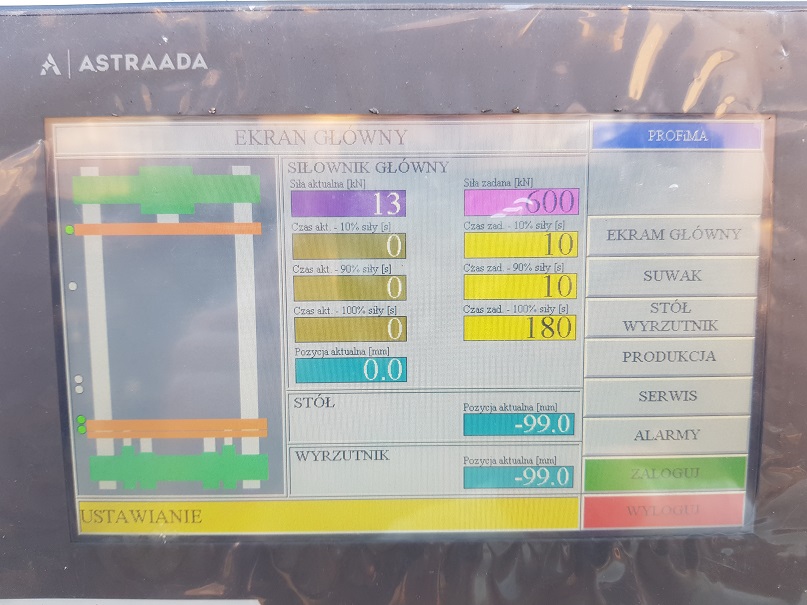 ASTRAADA
EKRAN GŁÓWNY
PROFiMA
SIŁOWNIK GŁÓWNY
Siła aktualna [kN]
Siła zadana [kN]
13
600
Czas akt. - 10% siły [s]
Czas zad. - 10% siły [s]
0
10
Czas akt. - 90% siły [s]
Czas zad. - 90% siły [s]
0
10
Czas akt. - 100% siły [s]
Czas zad. - 100% siły [s]
0
180
Pozycja aktualna [mm]
0.0
STÓŁ
Pozycja aktualna [mm]
-99.0
WYRZUTNIK
Pozycja aktualna [mm]
-99.0
USTAWIANIE
EKRAM GŁÓWNY
SUWAK
STÓŁ
WYRZUTNIK
PRODUKCJA
SERWIS
ALARMY
ZALOGUJ
WYLOGUJ